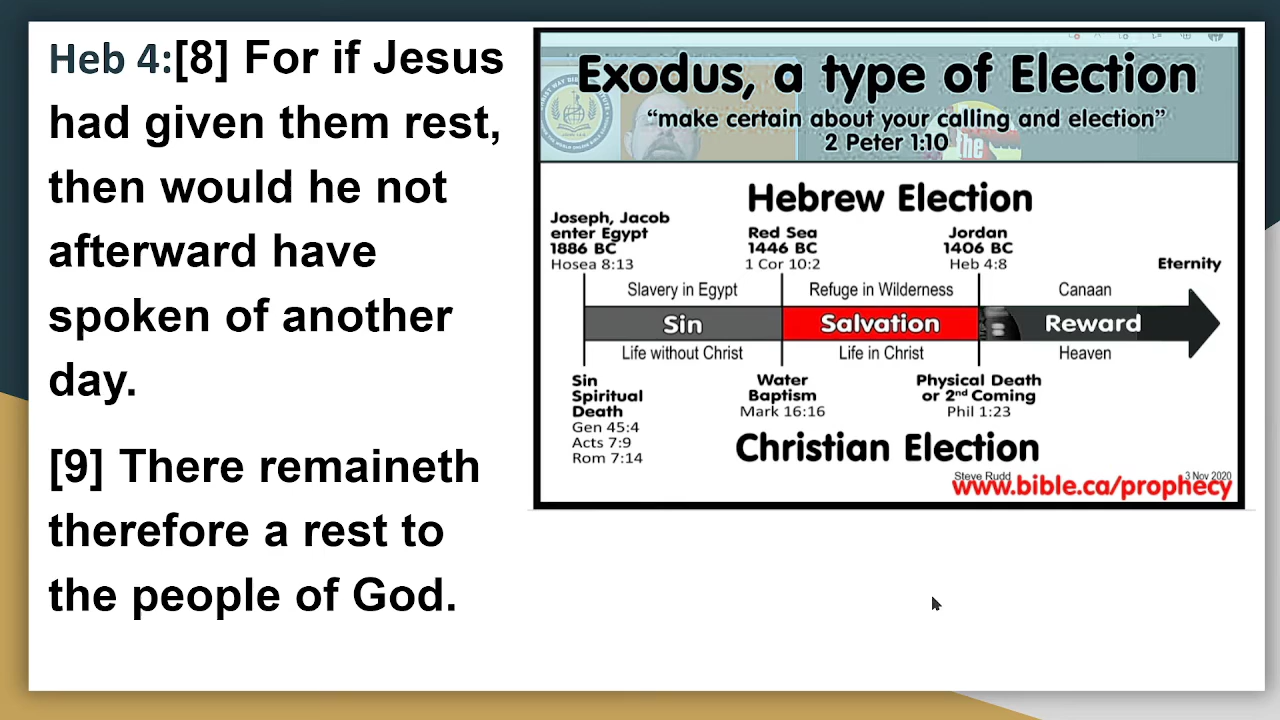 Heb 4:[8] For if Jesus
had given them rest,
then would he not
afterward have
spoken of another
day.
[9] There remaineth
therefore a rest to
the people of God.
Exodus, a type of Election
“make certain about your calling and election”
2 Peter 1:10
the
Hebrew Election
Joseph, Jacob
enter Egypt
1886 BC
Hosea 8:13
Red Sea
1446 BC
1 Cor 10:2
Jordan
1406 BC
Heb 4:8
Eternity
Slavery in Egypt
Refuge in Wilderness
Canaan
Sin
Salvation
Reward
Life without Christ
Life in Christ
Heaven
Sin
Spiritual
Death
Gen 45:4
Acts 7:9
Rom 7:14
Water
Baptism
Mark 16:16
Physical Death
or 2nd Coming
Phil 1:23
Christian Election
Steve Rudd
3 Nov 2020
www.bible.ca/prophecy